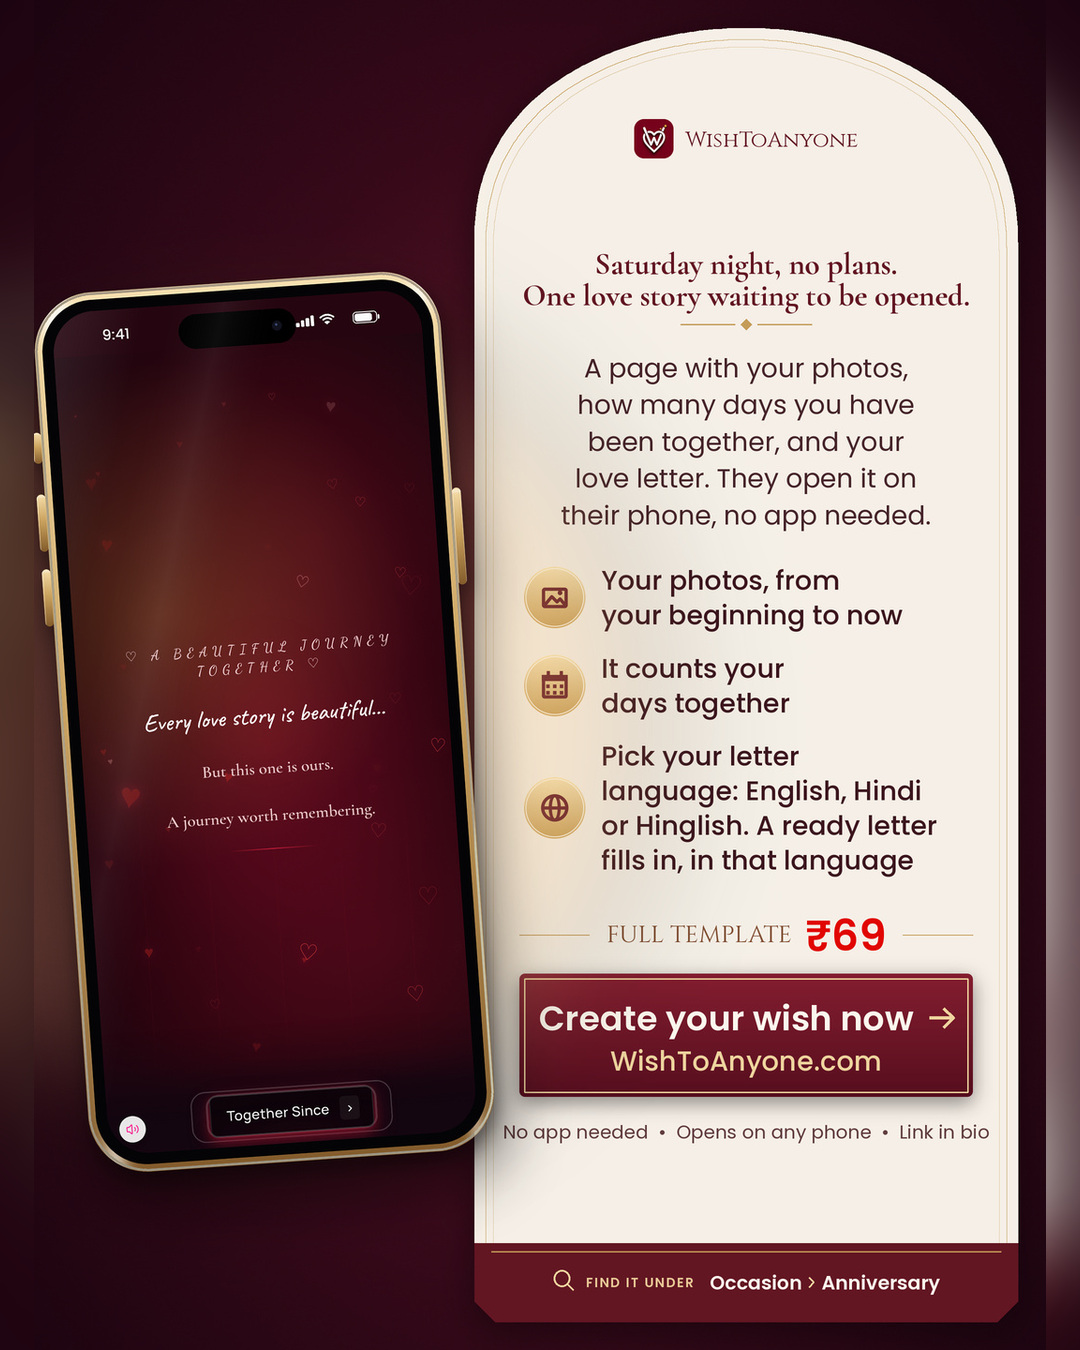 WishToAnyone
Saturday night, no plans.
One love story waiting to be opened.
A page with your photos,
how many days you have
been together, and your
love letter. They open it on
their phone, no app needed.
Your photos, from
your beginning to now
It counts your
days together
Pick your letter
language: English, Hindi
or Hinglish. A ready letter
fills in, in that language
FULL TEMPLATE ₹69
Create your wish now →
WishToAnyone.com
No app needed • Opens on any phone • Link in bio
FIND IT UNDER Occasion > Anniversary
9:41
♡ A BEAUTIFUL JOURNEY
TOGETHER ♡
Every love story is beautiful...
But this one is ours.
A journey worth remembering.
Together Since >